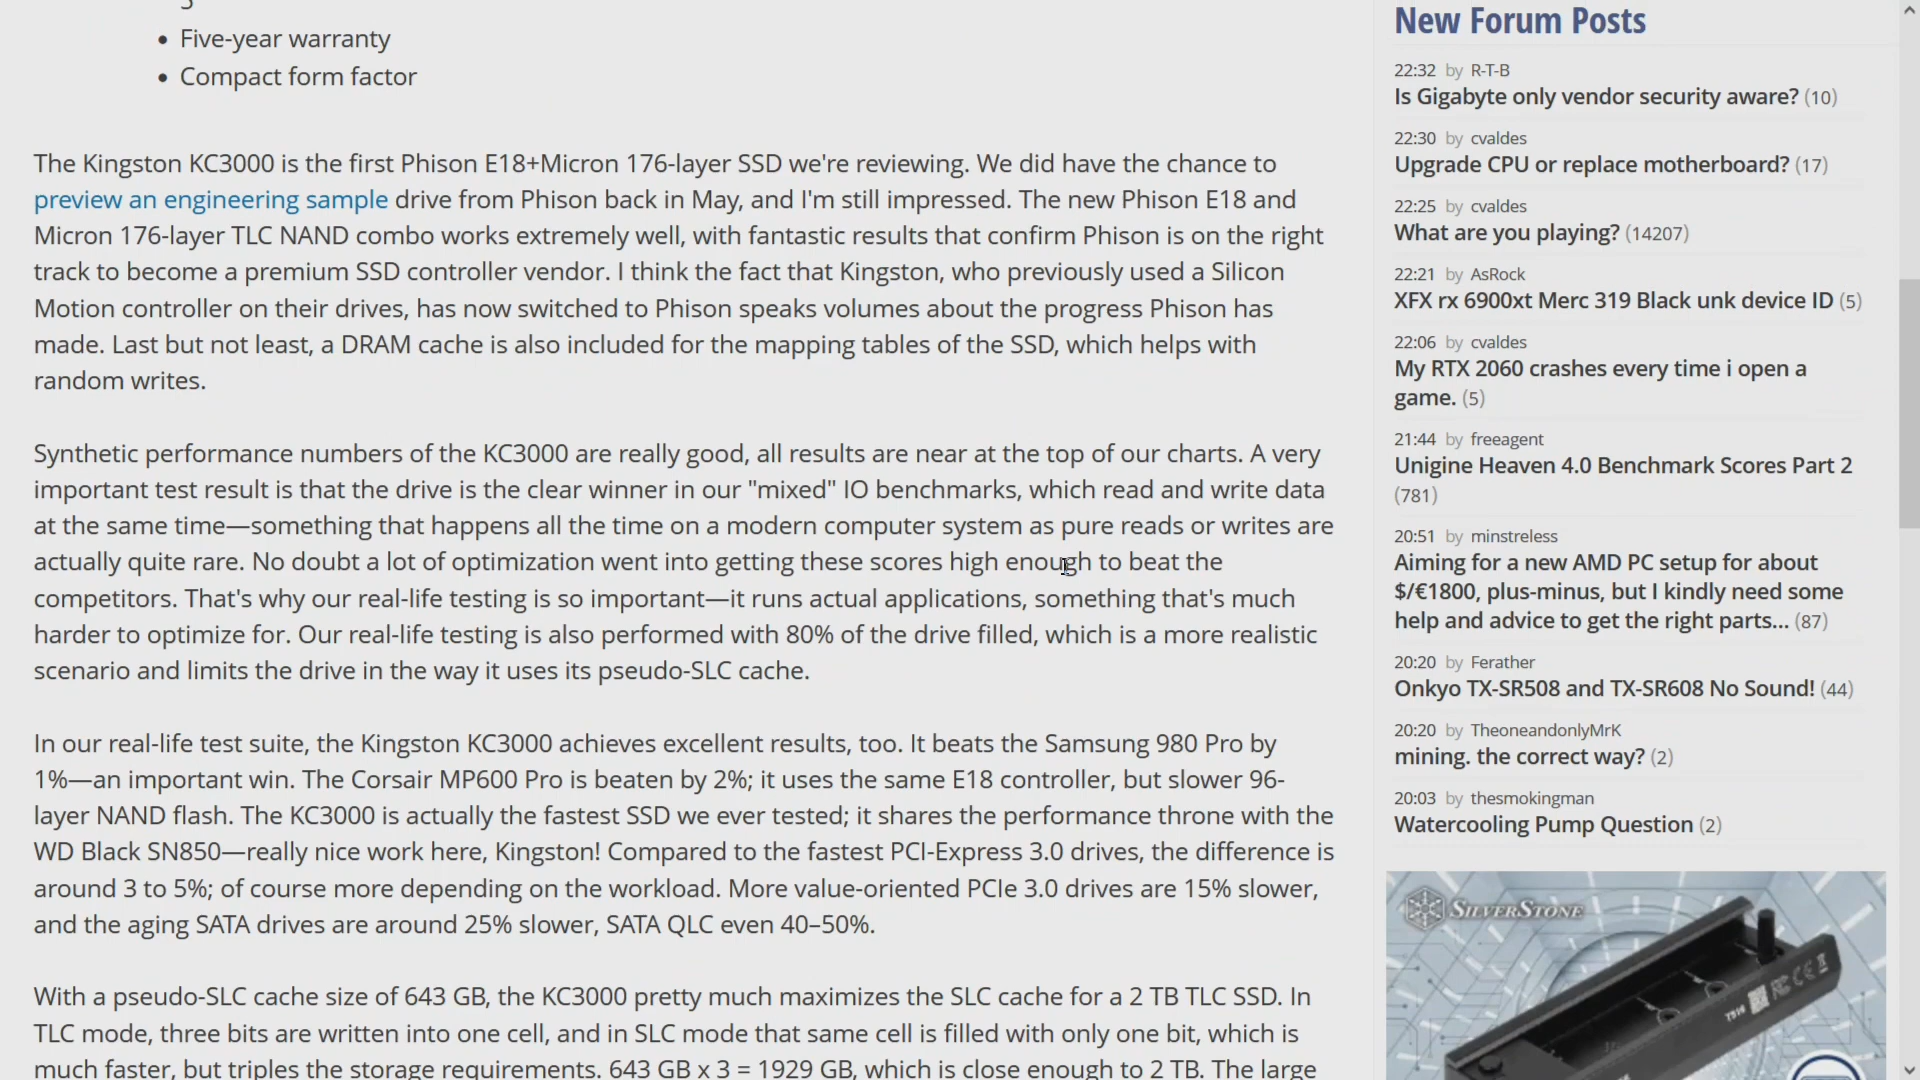 Five-year warranty
Compact form factor
The Kingston KC3000 is the first Phison E18+Micron 176-layer SSD we're reviewing. We did have the chance to
preview an engineering sample drive from Phison back in May, and I'm still impressed. The new Phison E18 and
Micron 176-layer TLC NAND combo works extremely well, with fantastic results that confirm Phison is on the right
track to become a premium SSD controller vendor. I think the fact that Kingston, who previously used a Silicon
Motion controller on their drives, has now switched to Phison speaks volumes about the progress Phison has
made. Last but not least, a DRAM cache is also included for the mapping tables of the SSD, which helps with
random writes.
Synthetic performance numbers of the KC3000 are really good, all results are near at the top of our charts. A very
important test result is that the drive is the clear winner in our "mixed" IO benchmarks, which read and write data
at the same time—something that happens all the time on a modern computer system as pure reads or writes are
actually quite rare. No doubt a lot of optimization went into getting these scores high enough to beat the
competitors. That's why our real-life testing is so important—it runs actual applications, something that's much
harder to optimize for. Our real-life testing is also performed with 80% of the drive filled, which is a more realistic
scenario and limits the drive in the way it uses its pseudo-SLC cache.
In our real-life test suite, the Kingston KC3000 achieves excellent results, too. It beats the Samsung 980 Pro by
1%—an important win. The Corsair MP600 Pro is beaten by 2%; it uses the same E18 controller, but slower 96-
layer NAND flash. The KC3000 is actually the fastest SSD we ever tested; it shares the performance throne with the
WD Black SN850—really nice work here, Kingston! Compared to the fastest PCI-Express 3.0 drives, the difference is
around 3 to 5%; of course more depending on the workload. More value-oriented PCIe 3.0 drives are 15% slower,
and the aging SATA drives are around 25% slower, SATA QLC even 40–50%.
With a pseudo-SLC cache size of 643 GB, the KC3000 pretty much maximizes the SLC cache for a 2 TB TLC SSD. In
TLC mode, three bits are written into one cell, and in SLC mode that same cell is filled with only one bit, which is
much faster, but triples the storage requirements. 643 GB x 3 = 1929 GB, which is close enough to 2 TB. The large
New Forum Posts
22:32 by R-T-B
Is Gigabyte only vendor security aware? (10)
22:30 by cvaldes
Upgrade CPU or replace motherboard? (17)
22:25 by cvaldes
What are you playing? (14207)
22:21 by AsRock
XFX rx 6900xt Merc 319 Black unk device ID (5)
22:06 by cvaldes
My RTX 2060 crashes every time i open a
game. (5)
21:44 by freeagent
Unigine Heaven 4.0 Benchmark Scores Part 2
(781)
20:51 by minstreless
Aiming for a new AMD PC setup for about
$/€1800, plus-minus, but I kindly need some
help and advice to get the right parts... (87)
20:20 by Ferather
Onkyo TX-SR508 and TX-SR608 No Sound! (44)
20:20 by TheoneandonlyMrK
mining. the correct way? (2)
20:03 by thesmokingman
Watercooling Pump Question (2)
SILVERSTONE